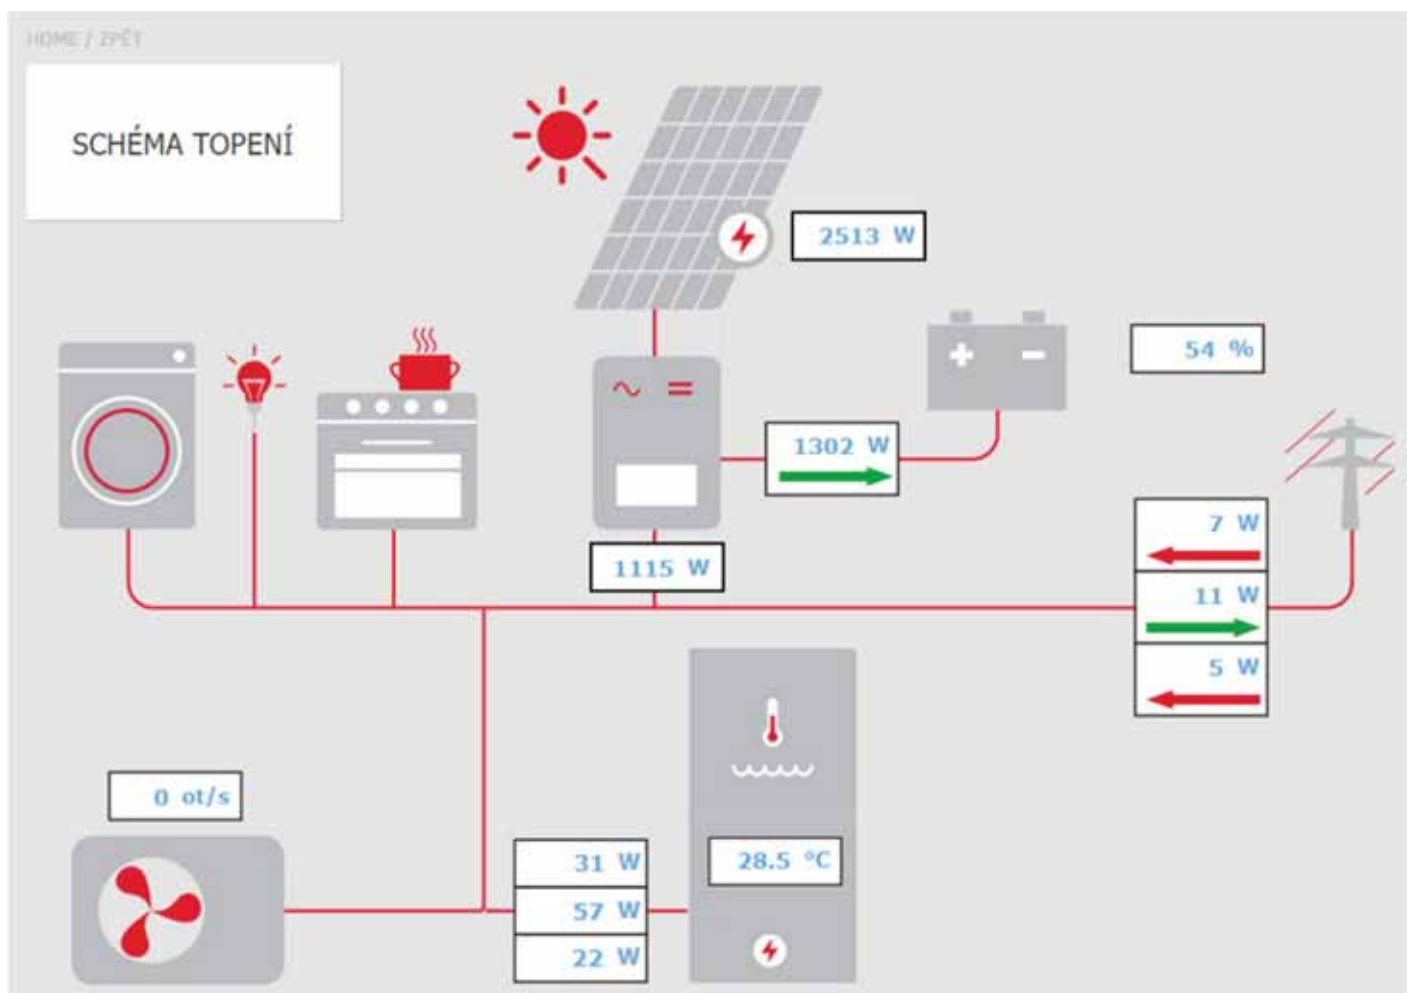 HOME / ZPĚT
SCHÉMA TOPENÍ
2513 W
54 %
1302 W
7 W
1115 W
11 W
5 W
0 ot/s
31 W
28.5 °C
57 W
22 W